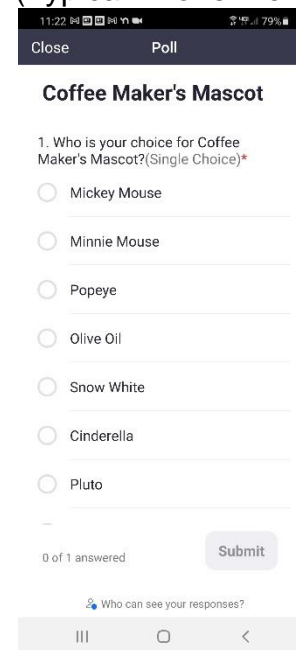 11:22 79%
Close Poll
Coffee Maker's Mascot
1. Who is your choice for Coffee
Maker's Mascot?(Single Choice)*
Mickey Mouse
Minnie Mouse
Popeye
Olive Oil
Snow White
Cinderella
Pluto
0 of 1 answered
Submit
Who can see your responses?